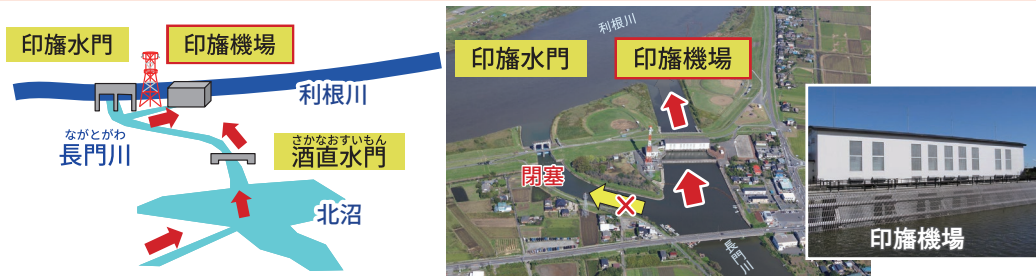 印旛水門
印旛機場
利根川
ながとがわ
長門川
さかなおすいもん
酒直水門
北沼
利根川
印旛水門
印旛機場
閉塞
長門川
印旛機場